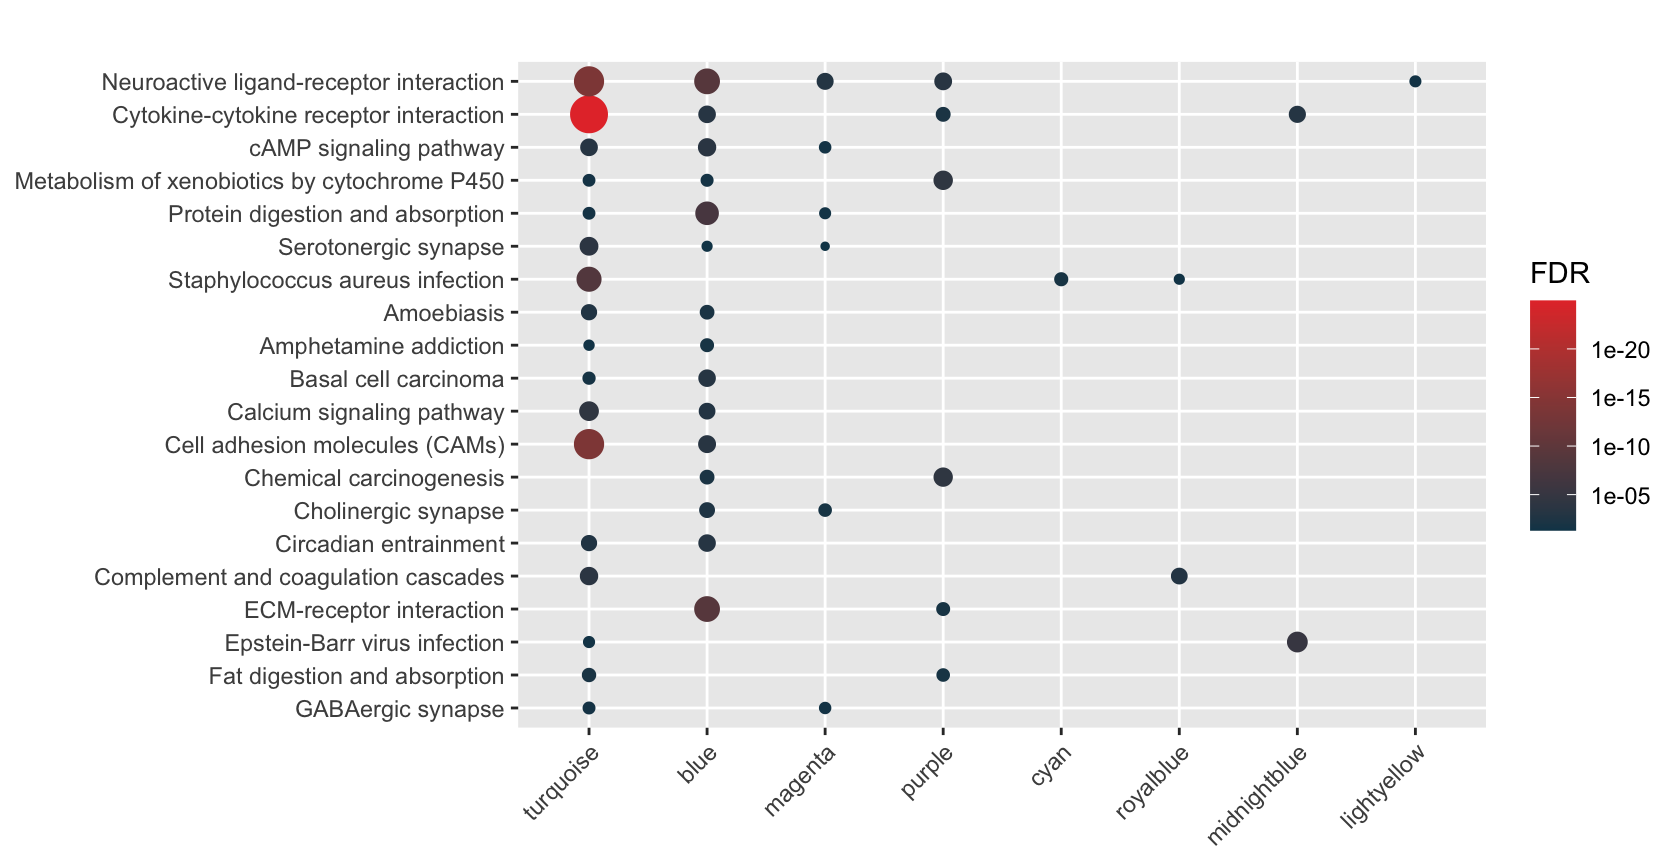 Neuroactive ligand-receptor interaction
Cytokine-cytokine receptor interaction
cAMP signaling pathway
Metabolism of xenobiotics by cytochrome P450
Protein digestion and absorption
Serotonergic synapse
Staphylococcus aureus infection
Amoebiasis
Amphetamine addiction
Basal cell carcinoma
Calcium signaling pathway
Cell adhesion molecules (CAMs)
Chemical carcinogenesis
Cholinergic synapse
Circadian entrainment
Complement and coagulation cascades
ECM-receptor interaction
Epstein-Barr virus infection
Fat digestion and absorption
GABAergic synapse
turquoise
blue
magenta
purple
cyan
royalblue
midnightblue
lightyellow
FDR
1e-20
1e-15
1e-10
1e-05